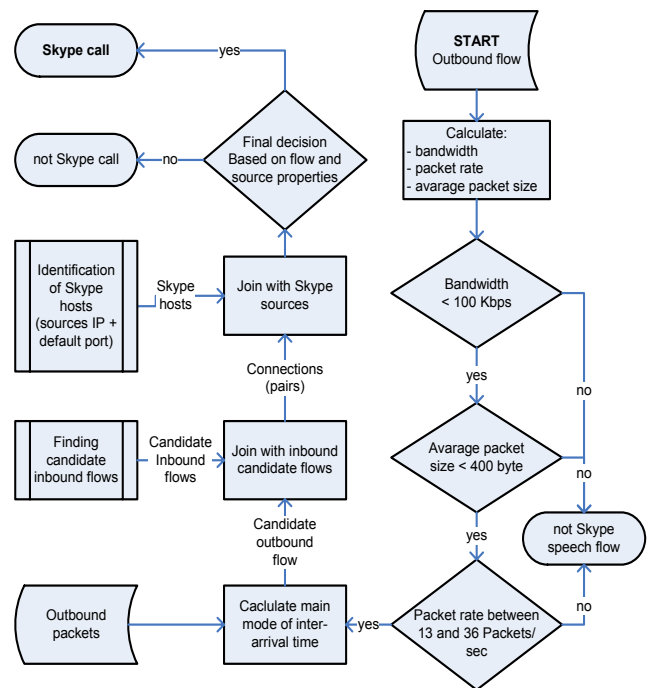 START
Outbound flow
Calculate:
- bandwidth
- packet rate
- avarage packet size
Bandwidth
< 100 Kbps
yes
no
Avarage packet
size < 400 byte
no
yes
not Skype
speech flow
Packet rate between
13 and 36 Packets/
sec
no
yes
Outbound
packets
Caclulate main
mode of inter-
arrival time
Candidate
outbound
flow
Finding
candidate
inbound flows
Candidate
Inbound
flows
Join with inbound
candidate flows
Connections
(pairs)
Identification
of Skype
hosts
(sources IP +
default port)
Skype
hosts
Join with Skype
sources
Final decision
Based on flow and
source properties
no
not Skype call
yes
Skype call